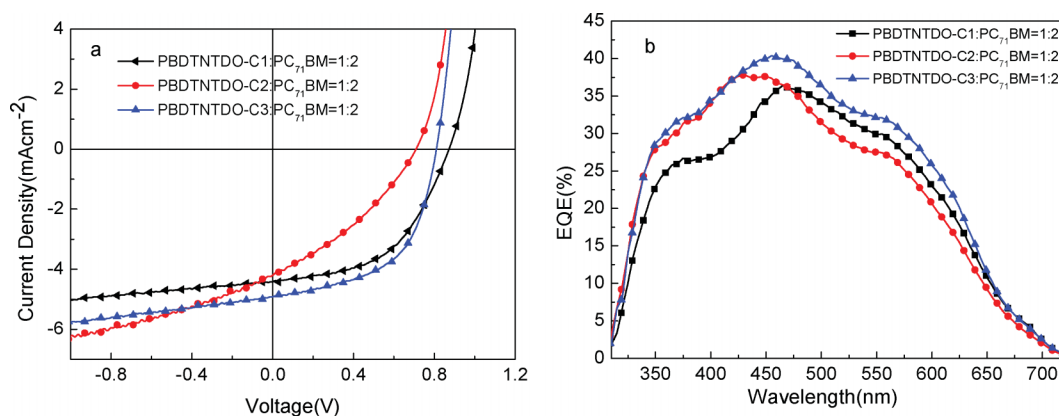 a
PBDTNTDO-C1:PC71BM=1:2
PBDTNTDO-C2:PC71BM=1:2
PBDTNTDO-C3:PC71BM=1:2
Current Density(mAcm-2)
4
2
0
-2
-4
-6
-0.8 -0.4 0.0 0.4 0.8 1.2
Voltage(V)
b
PBDTNTDO-C1:PC71BM=1:2
PBDTNTDO-C2:PC71BM=1:2
PBDTNTDO-C3:PC71BM=1:2
EQE(%)
45
40
35
30
25
20
15
10
5
0
350 400 450 500 550 600 650 700
Wavelength(nm)